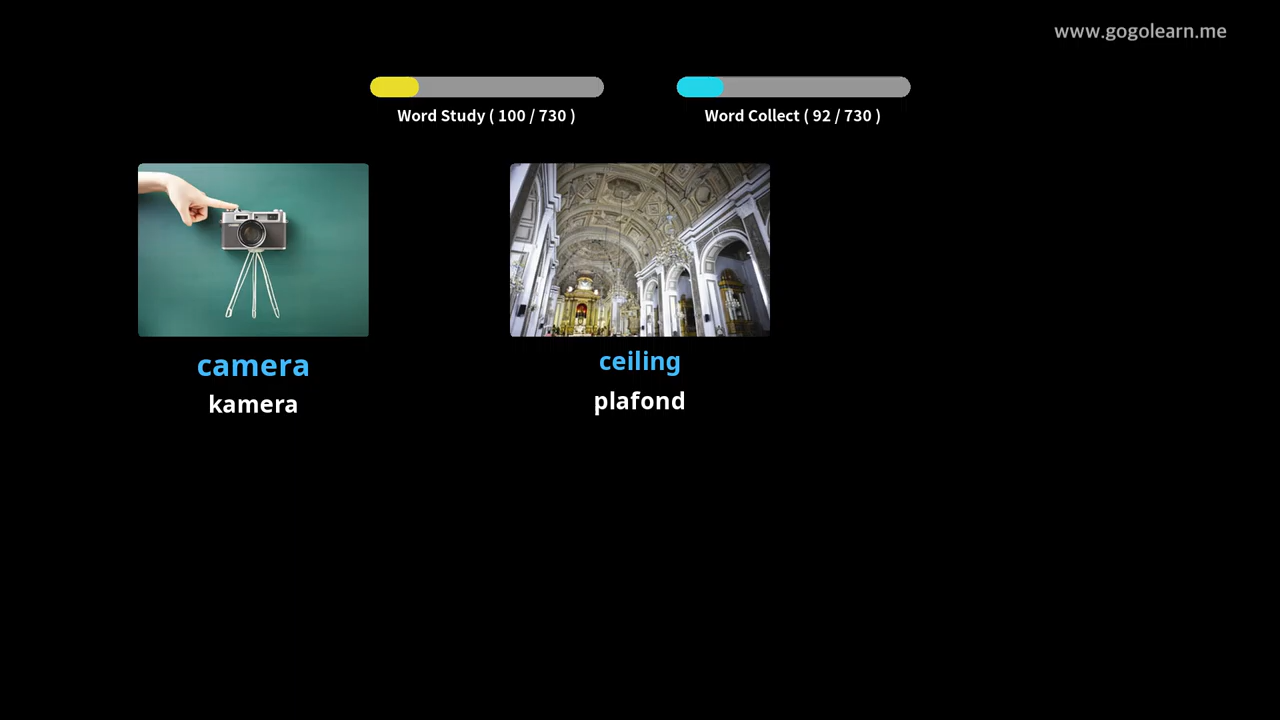 www.gogolearn.me
Word Study ( 100 / 730 )
Word Collect ( 92 / 730 )
camera
kamera
ceiling
plafond